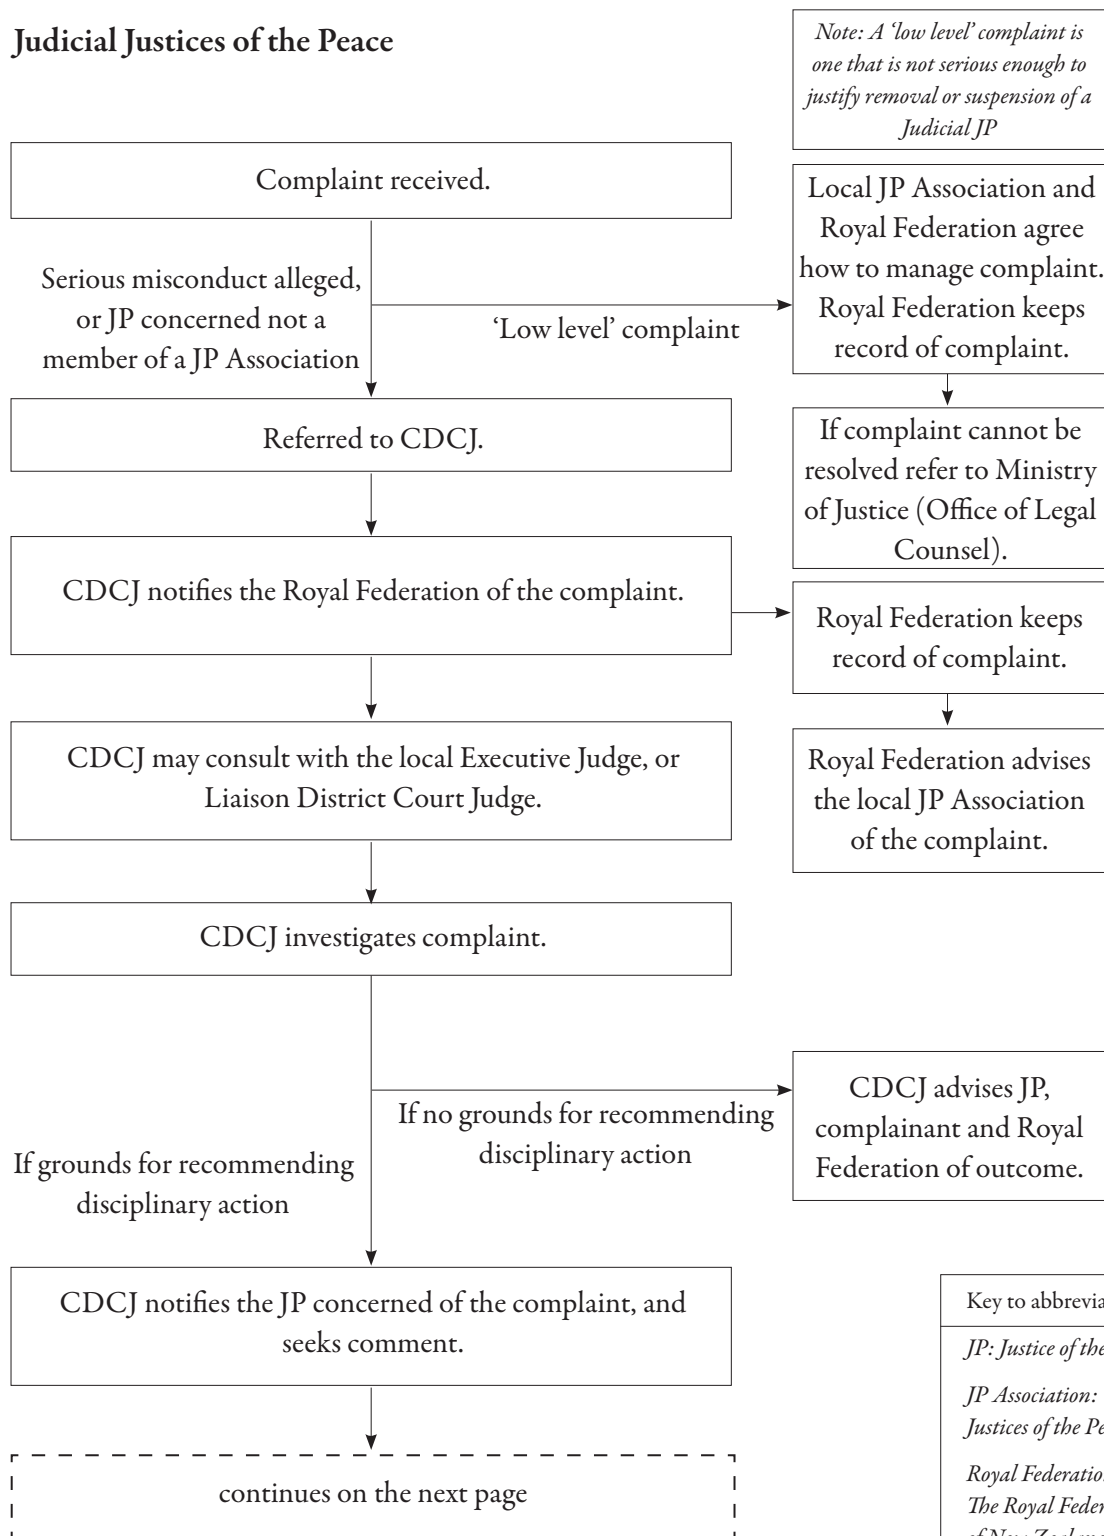 Judicial Justices of the Peace
Note: A ‘low level’ complaint is
one that is not serious enough to
justify removal or suspension of a
Judicial JP
Complaint received.
Local JP Association and
Royal Federation agree
how to manage complaint.
Royal Federation keeps
record of complaint.
Serious misconduct alleged,
or JP concerned not a
member of a JP Association
‘Low level’ complaint
If complaint cannot be
resolved refer to Ministry
of Justice (Office of Legal
Counsel).
Referred to CDCJ.
CDCJ notifies the Royal Federation of the complaint.
Royal Federation keeps
record of complaint.
CDCJ may consult with the local Executive Judge, or
Liaison District Court Judge.
Royal Federation advises
the local JP Association
of the complaint.
CDCJ investigates complaint.
If no grounds for recommending
disciplinary action
CDCJ advises JP,
complainant and Royal
Federation of outcome.
If grounds for recommending
disciplinary action
CDCJ notifies the JP concerned of the complaint, and
seeks comment.
continues on the next page
Key to
JP: Justice of the
JP Association:
Justices of the
Royal
The Royal
of New